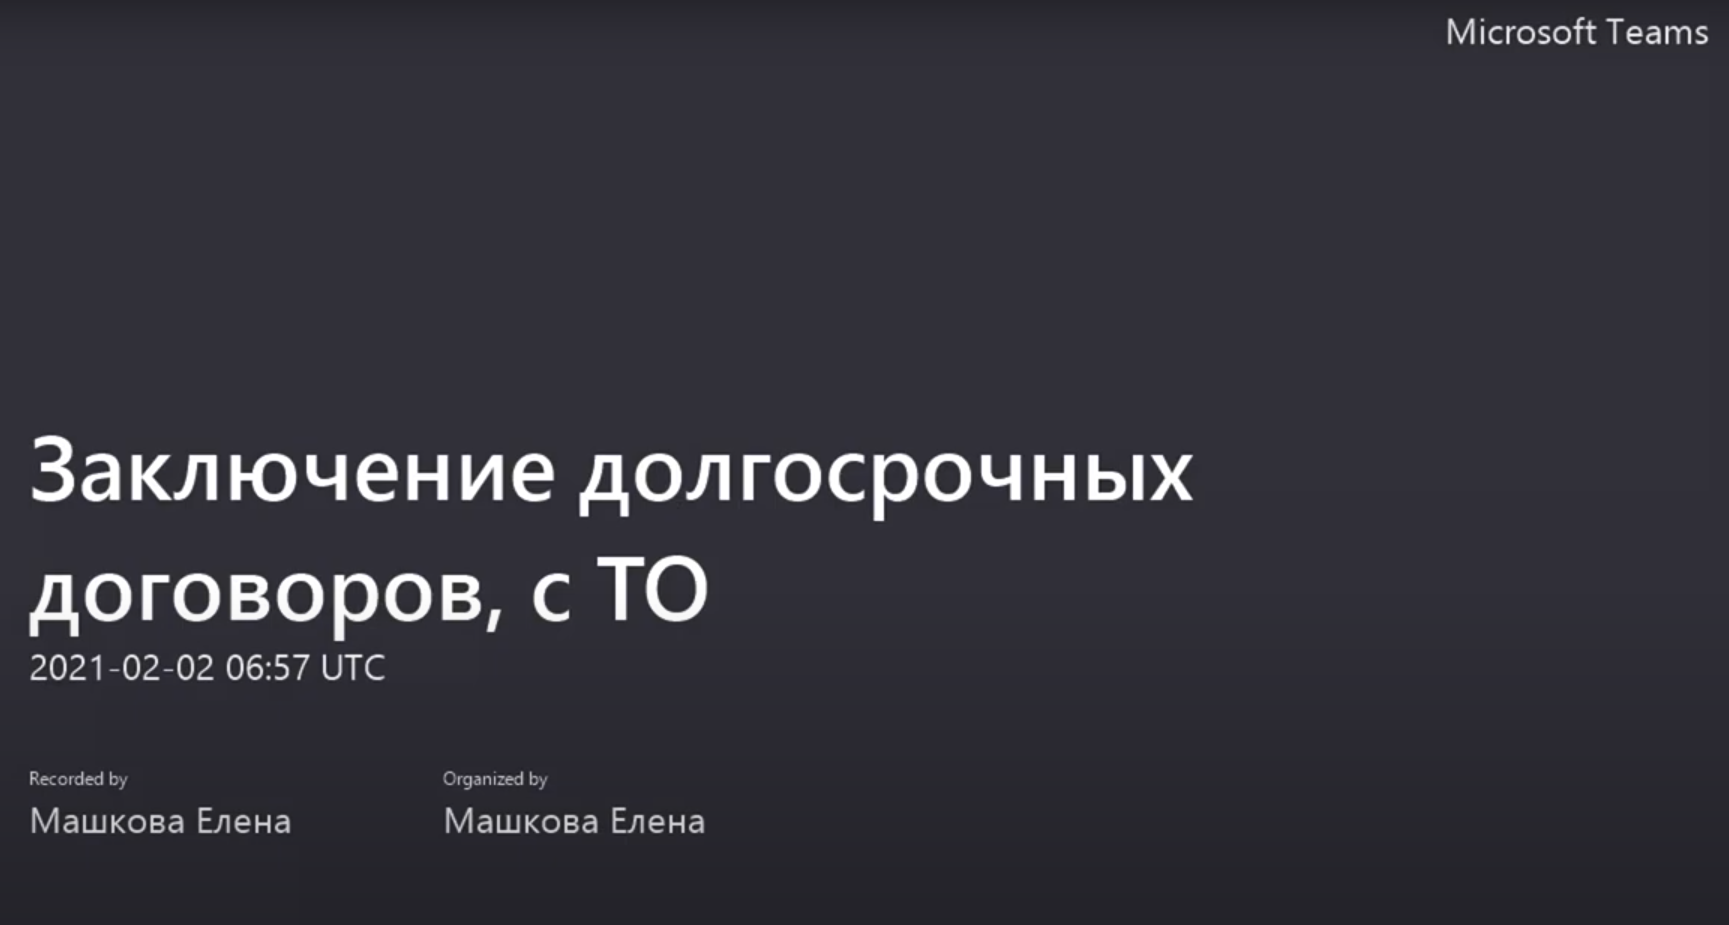 Microsoft Teams
Заключение долгосрочных
договоров, с ТО
2021-02-02 06:57 UTC
Recorded by Organized by
Машкова Елена Машкова Елена